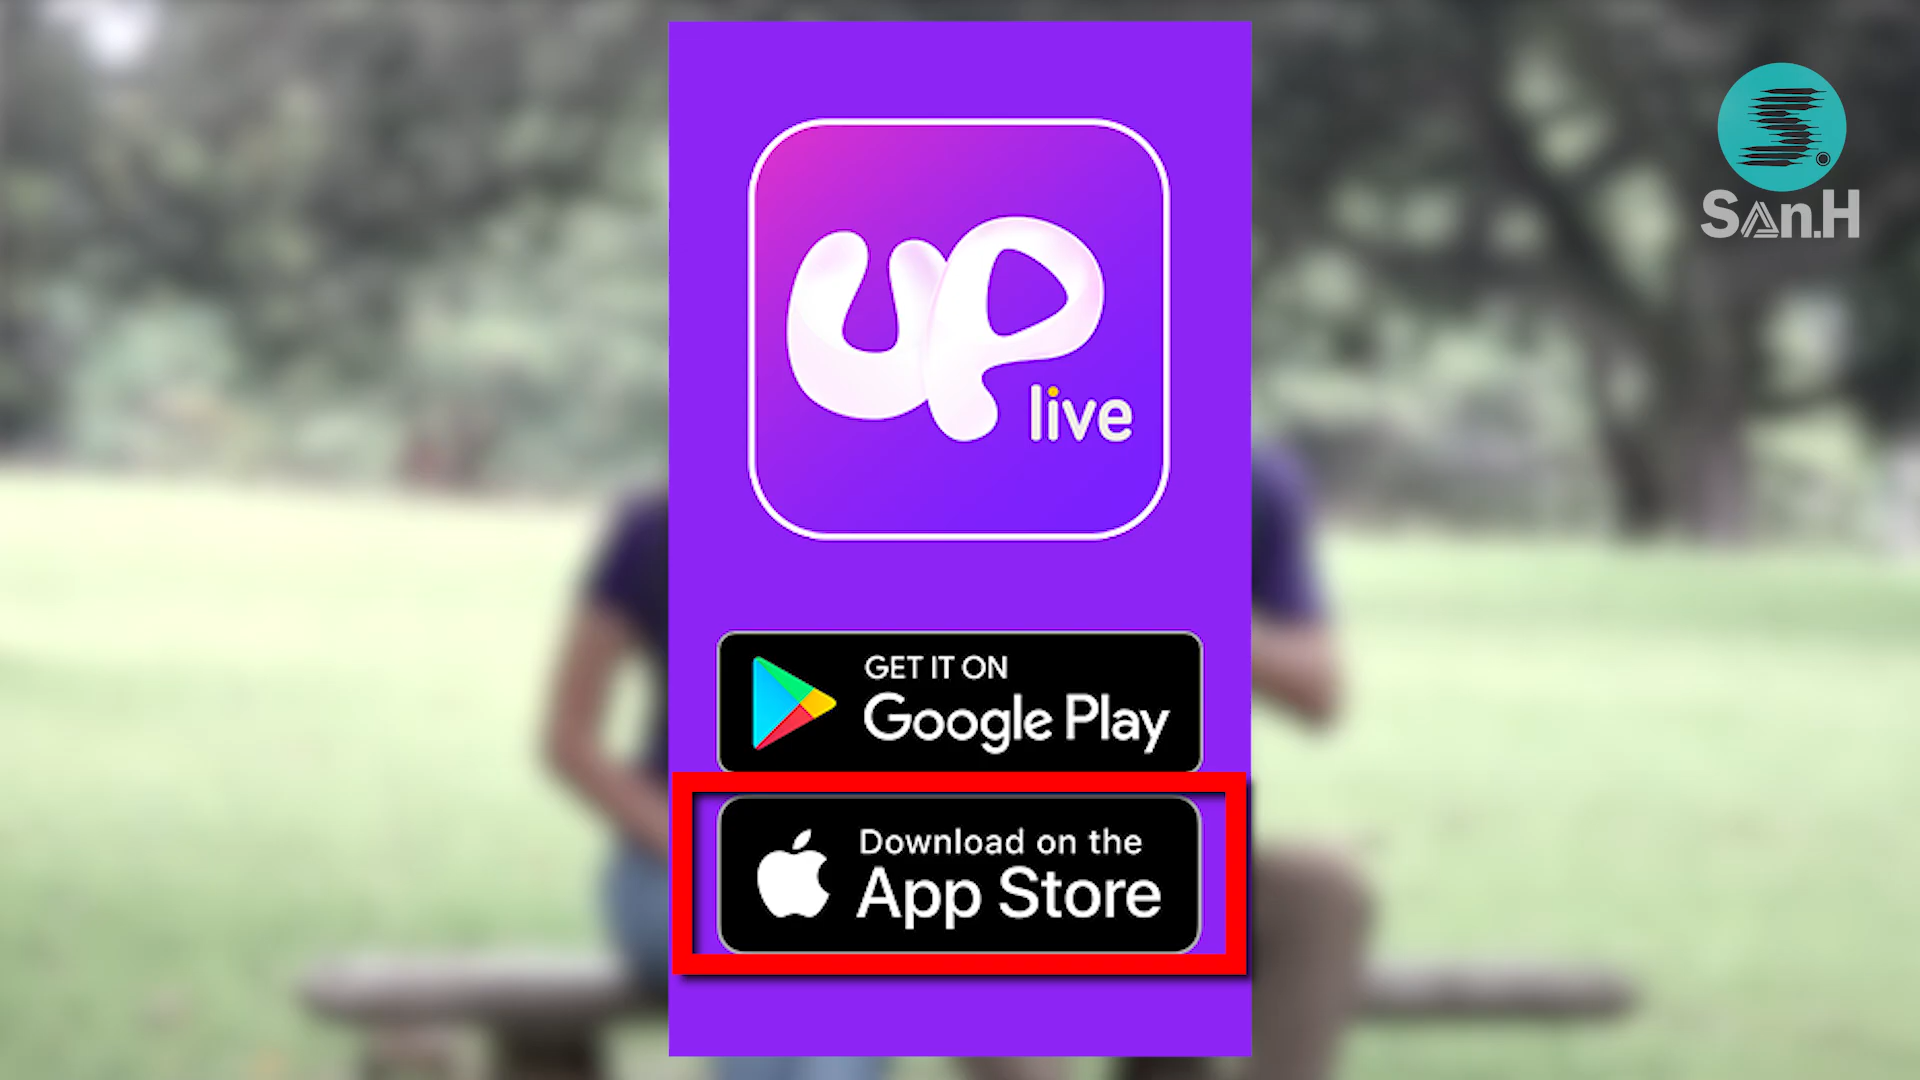 UP
live
GET IT ON
Google Play
Download on the
App Store
S.
San.H